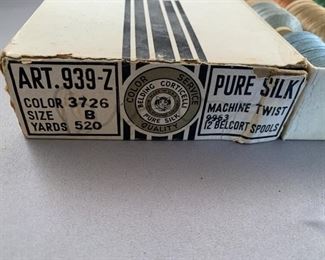 ART. 939-Z
COLOR 3726
SIZE B
YARDS 520
COLOR SERVICE
BELDING CORTICELLI
PURE SILK
QUALITY
PURE SILK
MACHINE TWIST
9963
12 BELCORT SPOOLS